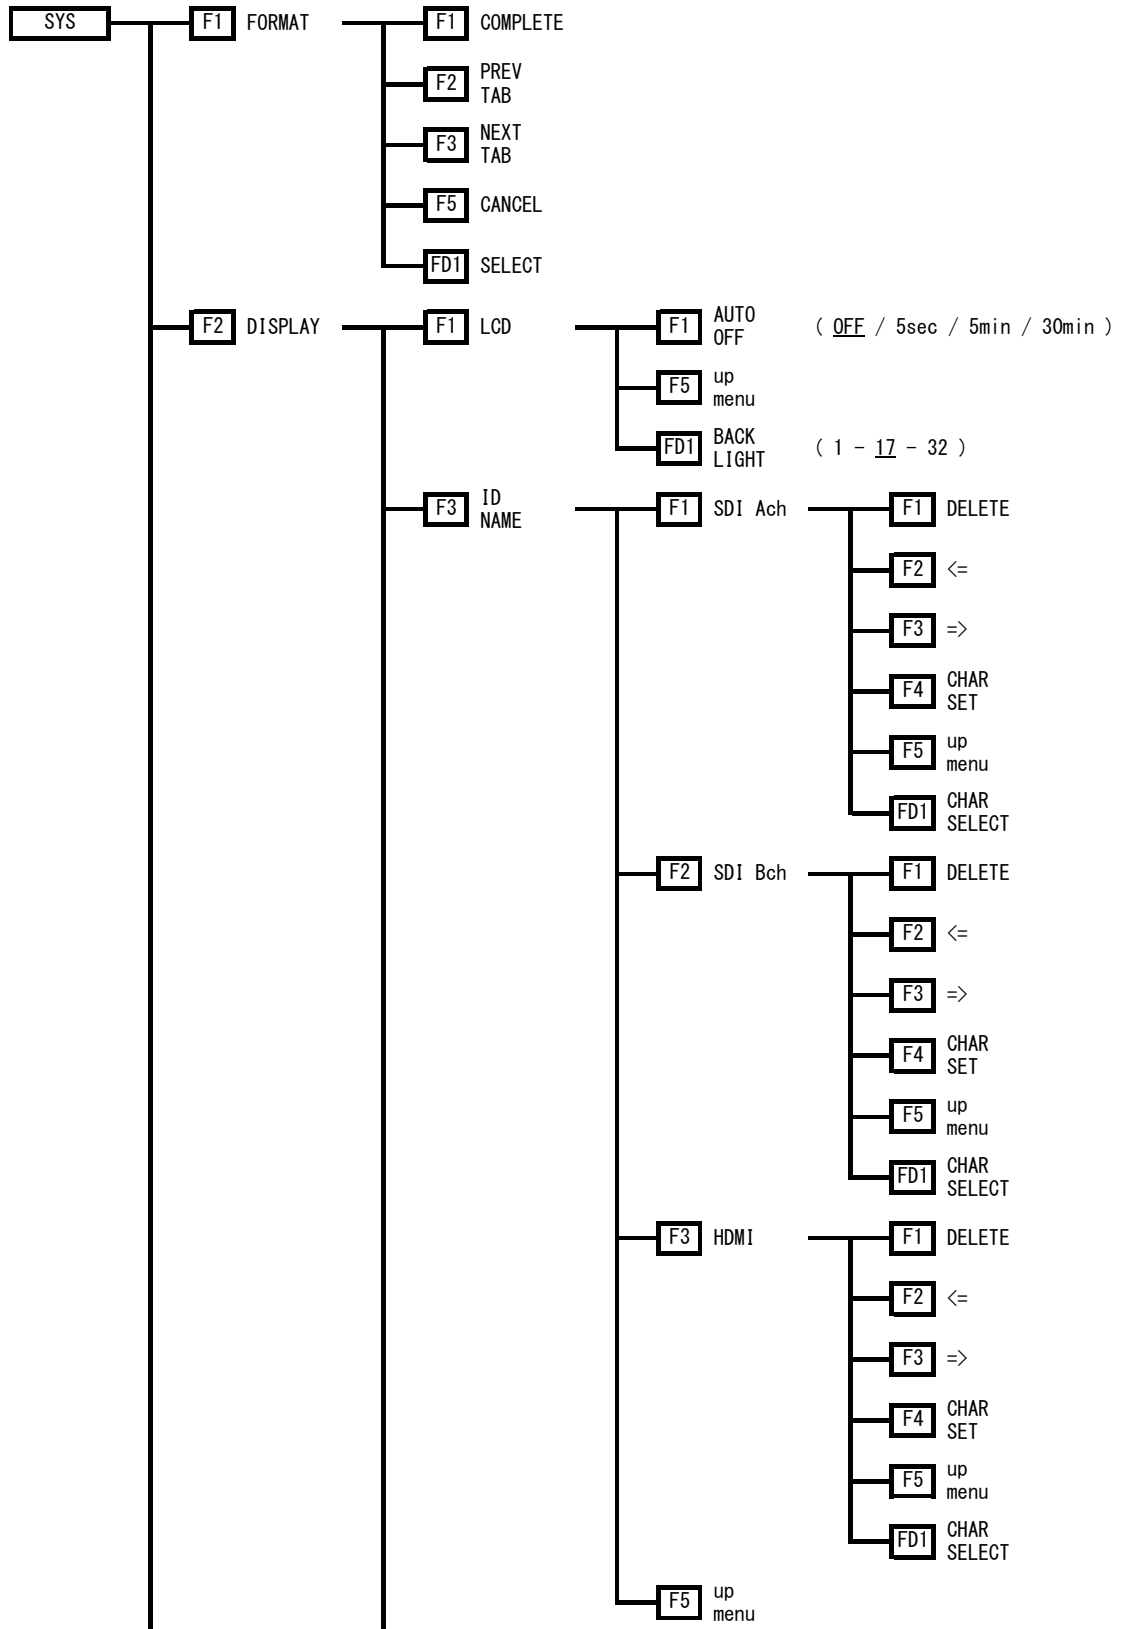 SYS F1 FORMAT F1 COMPLETE
F2 PREV
TAB
F3 NEXT
TAB
F5 CANCEL
FD1 SELECT
F2 DISPLAY F1 LCD F1 AUTO
OFF ( OFF / 5sec / 5min / 30min )
F5 up
menu
FD1 BACK
LIGHT ( 1 - 17 - 32 )
F3 ID
NAME F1 SDI Ach F1 DELETE
F2 <=
F3 =>
F4 CHAR
SET
F5 up
menu
FD1 CHAR
SELECT
F2 SDI Bch F1 DELETE
F2 <=
F3 =>
F4 CHAR
SET
F5 up
menu
FD1 CHAR
SELECT
F3 HDMI F1 DELETE
F2 <=
F3 =>
F4 CHAR
SET
F5 up
menu
FD1 CHAR
SELECT
F5 up
menu